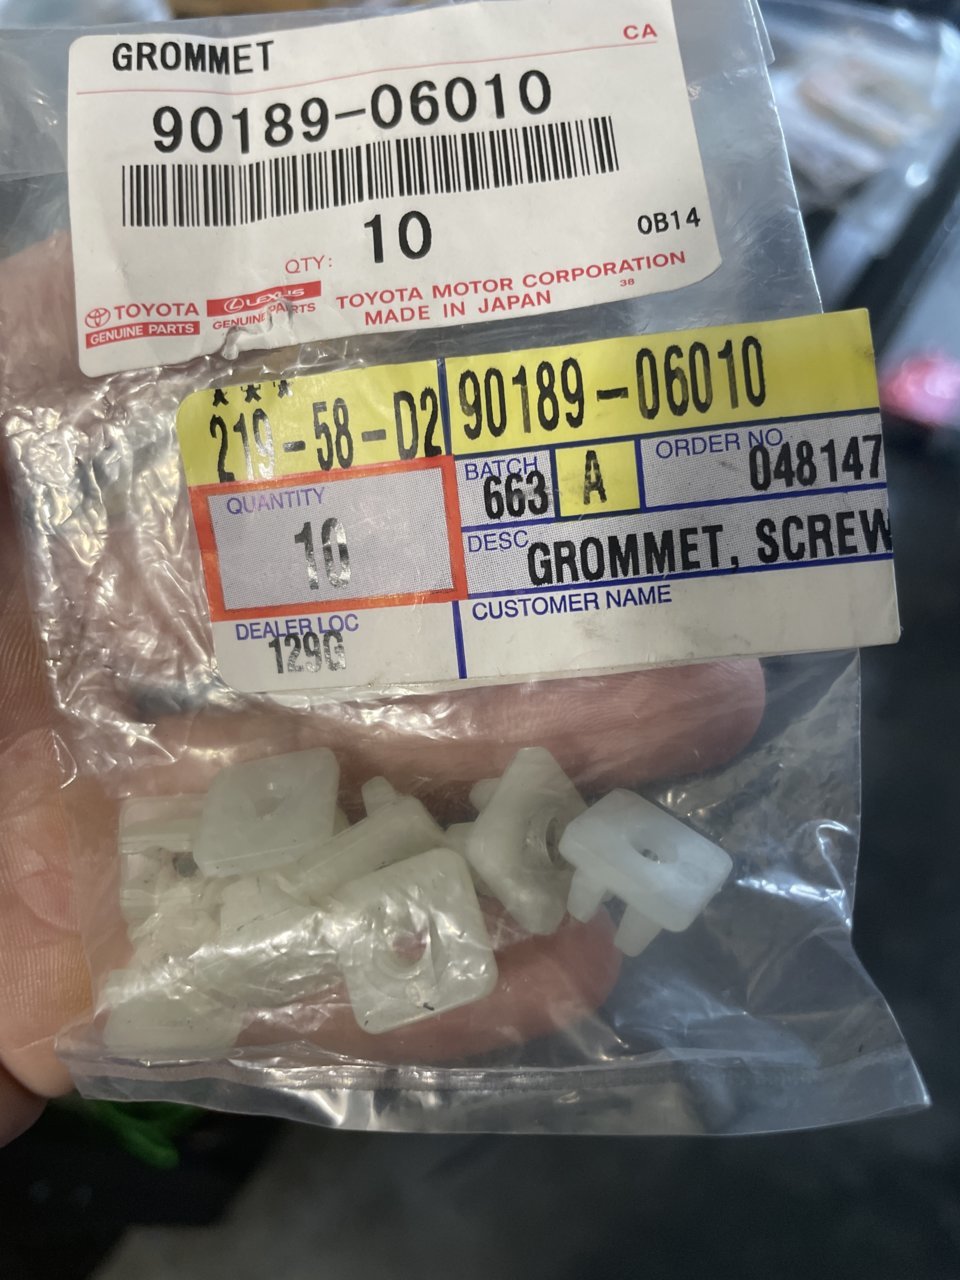 GROMMET
CA
90189-06010
QTY: 10
0B14
TOYOTA
GENUINE PARTS
LEXUS
GENUINE PARTS
TOYOTA MOTOR CORPORATION
MADE IN JAPAN
38
***
219-58-D2
90189-06010
QUANTITY
10
BATCH
663
A
ORDER NO.
048147
DESC
GROMMET, SCREW
DEALER LOC
129G
CUSTOMER NAME